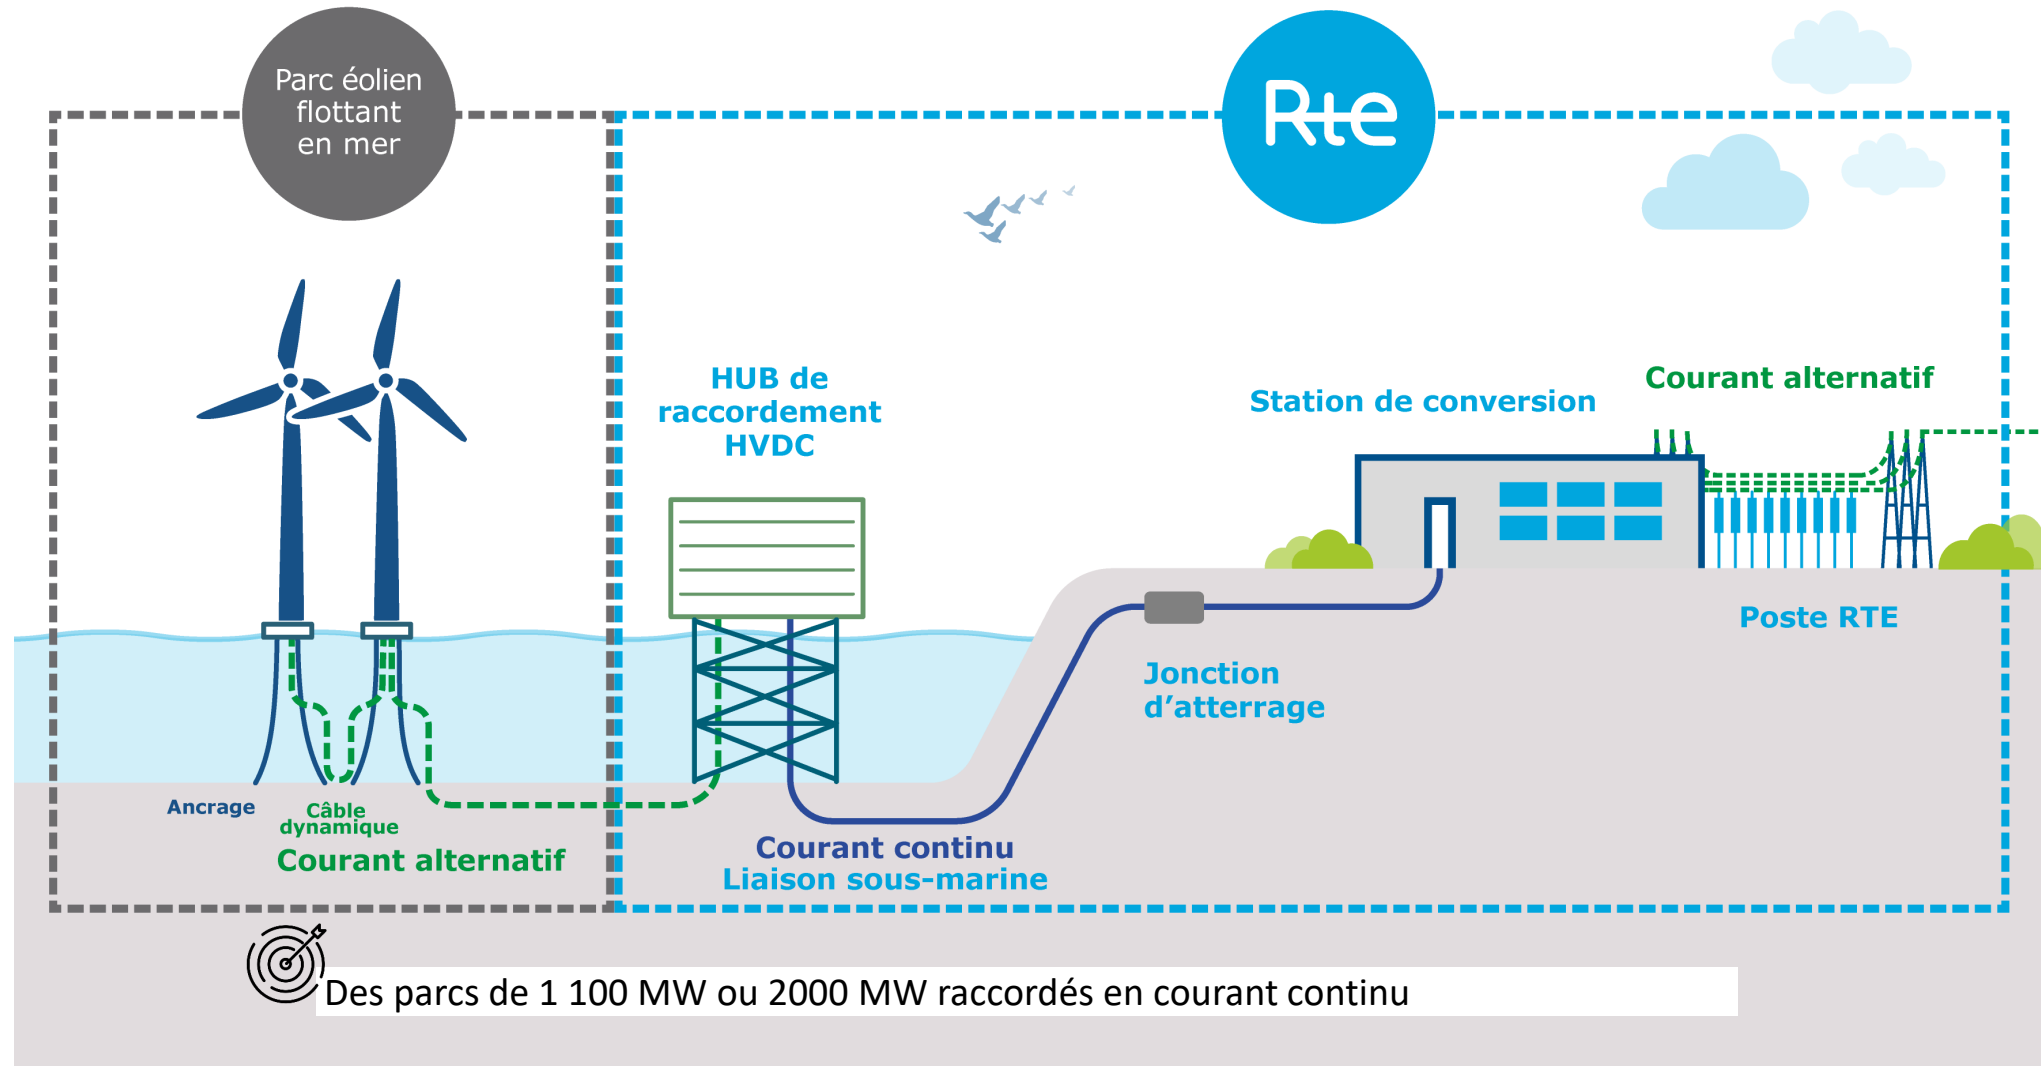 Parc éolien
flottant
en mer
Rte
HUB de
raccordement
HVDC
Station de conversion
Courant alternatif
Poste RTE
Jonction
d’atterrage
Ancrage
Câble
dynamique
Courant alternatif
Courant continu
Liaison sous-marine
Des parcs de 1 100 MW ou 2000 MW raccordés en courant continu